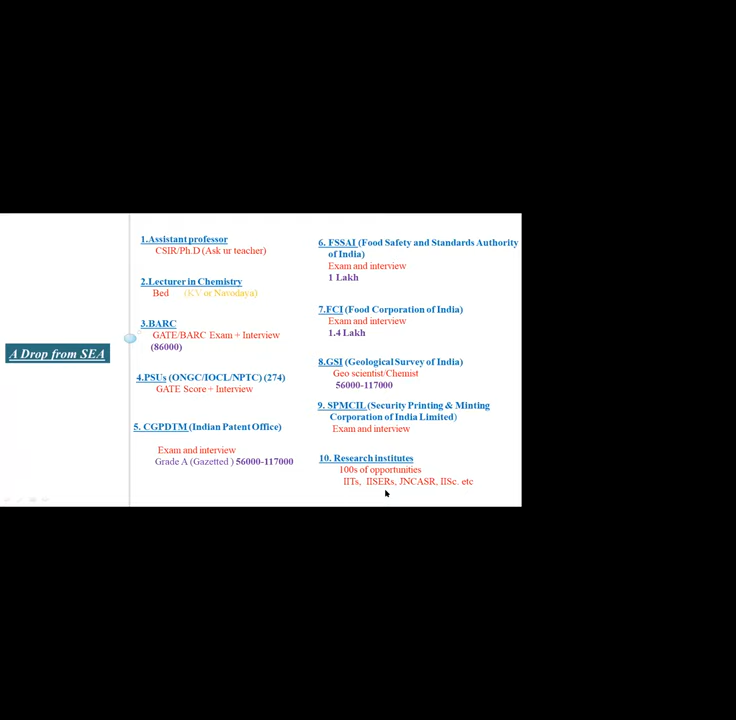 A Drop from SEA
1.Assistant professor
CSIR/Ph.D (Ask ur teacher)
2.Lecturer in Chemistry
Bed (KV or Navodaya)
3.BARC
GATE/BARC Exam + Interview
(86000)
4.PSUs (ONGC/IOCL/NPTC) (274)
GATE Score + Interview
5. CGPDTM (Indian Patent Office)
Exam and interview
Grade A (Gazetted ) 56000-117000
6. FSSAI (Food Safety and Standards Authority
of India)
Exam and interview
1 Lakh
7.FCI (Food Corporation of India)
Exam and interview
1.4 Lakh
8.GSI (Geological Survey of India)
Geo scientist/Chemist
56000-117000
9. SPMCIL (Security Printing & Minting
Corporation of India Limited)
Exam and interview
10. Research institutes
100s of opportunities
IITs, IISERs, JNCASR, IISc. etc